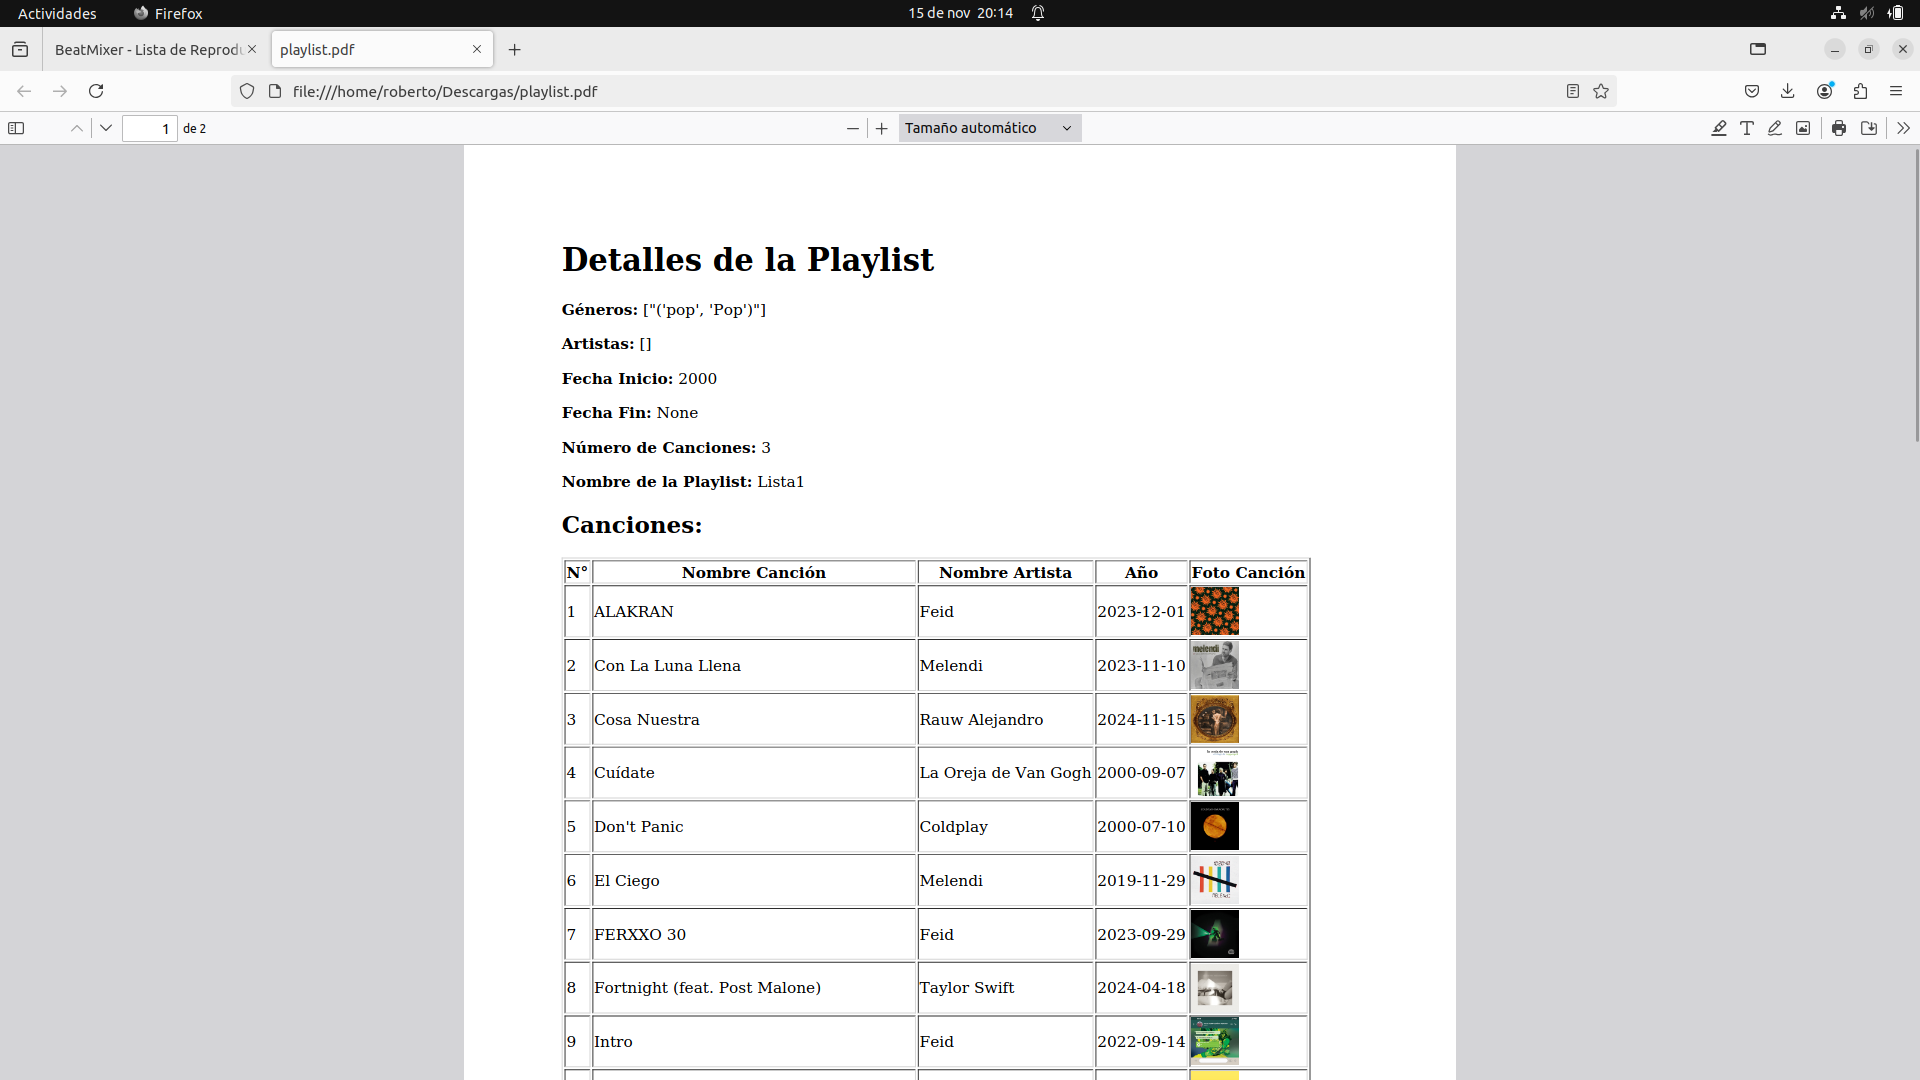 Actividades Firefox 15 de nov 20:14
BeatMixer - Lista de Reprodu playlist.pdf
file:///home/roberto/Descargas/playlist.pdf
1 de 2 Tamaño automático
Detalles de la Playlist
Géneros: ["('pop', 'Pop')"]
Artistas: []
Fecha Inicio: 2000
Fecha Fin: None
Número de Canciones: 3
Nombre de la Playlist: Lista1
Canciones:
N° Nombre Canción Nombre Artista Año Foto Canción
1 ALAKRAN Feid 2023-12-01
2 Con La Luna Llena Melendi 2023-11-10
melendi
3 Cosa Nuestra Rauw Alejandro 2024-11-15
4 Cuídate La Oreja de Van Gogh 2000-09-07
5 Don't Panic Coldplay 2000-07-10
6 El Ciego Melendi 2019-11-29
7 FERXXO 30 Feid 2023-09-29
8 Fortnight (feat. Post Malone) Taylor Swift 2024-04-18
9 Intro Feid 2022-09-14